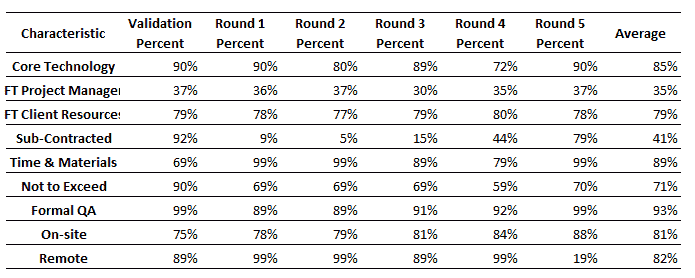 Characteristic Validation Percent Round 1 Percent Round 2 Percent Round 3 Percent Round 4 Percent Round 5 Percent Average
Core Technology 90% 90% 80% 89% 72% 90% 85%
FT Project Manager 37% 36% 37% 30% 35% 37% 35%
FT Client Resources 79% 78% 77% 79% 80% 78% 79%
Sub-Contracted 92% 9% 5% 15% 44% 79% 41%
Time & Materials 69% 99% 99% 89% 79% 99% 89%
Not to Exceed 90% 69% 69% 69% 59% 70% 71%
Formal QA 99% 89% 89% 91% 92% 99% 93%
On-site 75% 78% 79% 81% 84% 88% 81%
Remote 89% 99% 99% 89% 99% 19% 82%